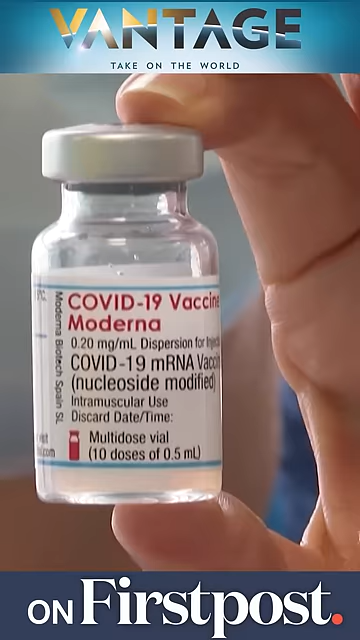 VANTAGE
TAKE ON THE WORLD
COVID-19 Vaccine
Moderna
0.20 mg/mL Dispersion for
COVID-19 mRNA
(nucleoside modified)
Intramuscular Use
Discard Date/Time:
Multidose vial
(10 doses of 0.5 mL)
Moderna Biotech Spain SL
ON Firstpost.